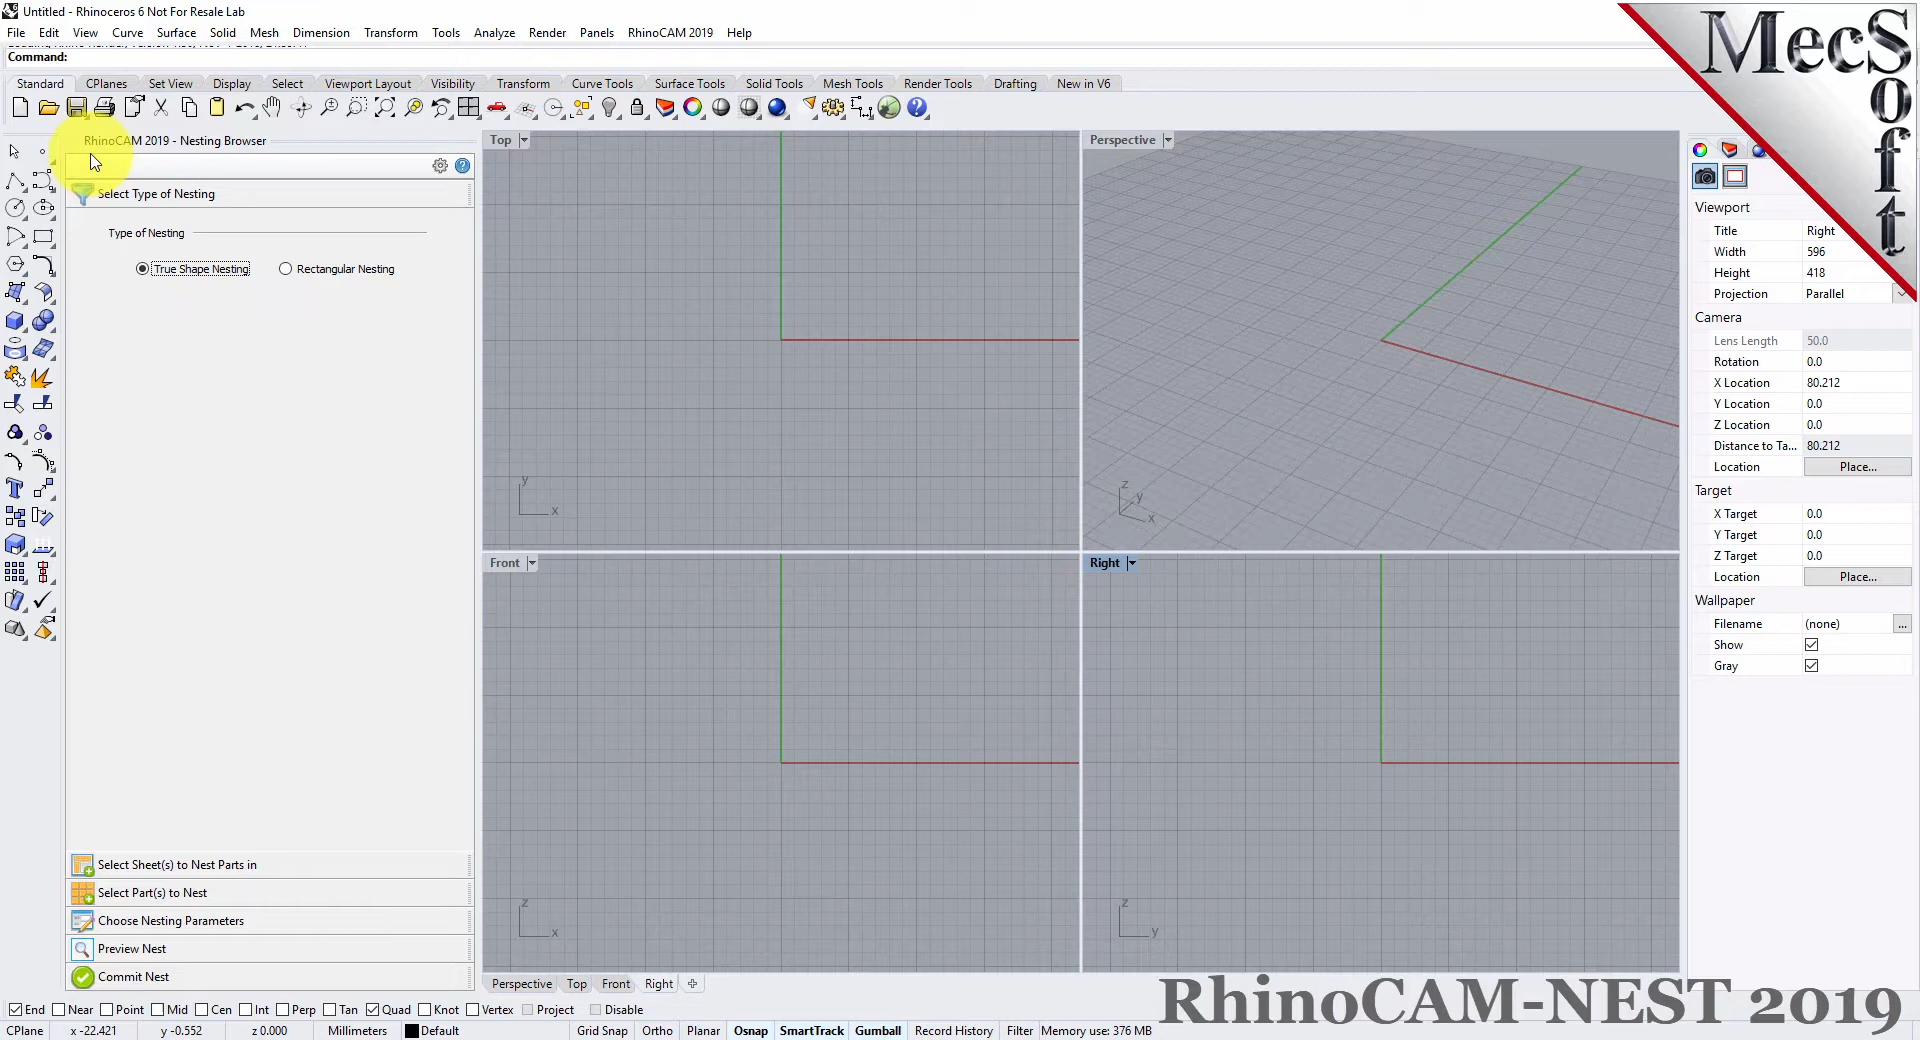 Untitled - Rhinoceros 6 Not For Resale Lab
File Edit View Curve Surface Solid Mesh Dimension Transform Tools Analyze Render Panels RhinoCAM 2019 Help
Command:
Standard CPlanes Set View Display Select Viewport Layout Visibility Transform Curve Tools Surface Tools Solid Tools Mesh Tools Render Tools Drafting New in V6
MecSoft
RhinoCAM 2019 - Nesting Browser
Select Type of Nesting
Type of Nesting
True Shape Nesting Rectangular Nesting
Select Sheet(s) to Nest Parts in
Select Part(s) to Nest
Choose Nesting Parameters
Preview Nest
Commit Nest
Top
y
x
Perspective
z
y
x
Front
z
x
Right
z
y
Viewport
Title Right
Width 596
Height 418
Projection Parallel
Camera
Lens Length 50.0
Rotation 0.0
X Location 80.212
Y Location 0.0
Z Location 0.0
Distance to Ta... 80.212
Location Place...
Target
X Target 0.0
Y Target 0.0
Z Target 0.0
Location Place...
Wallpaper
Filename (none) ...
Show
Gray
Perspective Top Front Right
RhinoCAM-NEST 2019
End Near Point Mid Cen Int Perp Tan Quad Knot Vertex Project Disable
CPlane x -22.421 y -0.552 z 0.000 Millimeters Default Grid Snap Ortho Planar Osnap SmartTrack Gumball Record History Filter Memory use: 376 MB